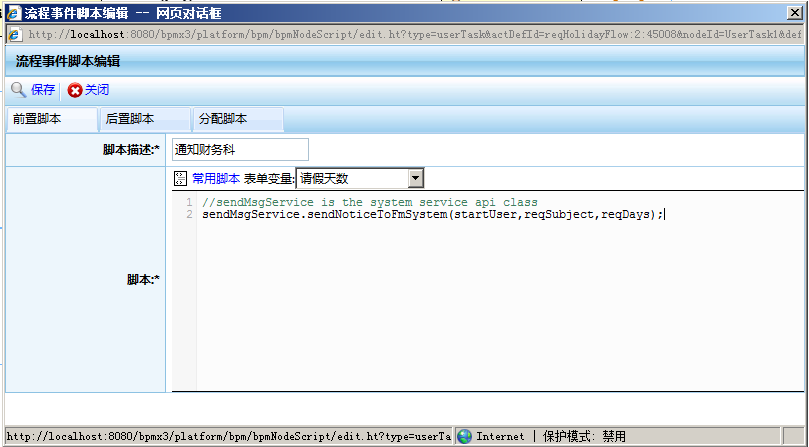 流程事件脚本编辑 -- 网页对话框
http://localhost:8080/bpmx3/platform/bpm/bpmNodeScript/edit.ht?type=userTask&actDefId=reqHolidayFlow:2:45008&nodeId=UserTask1&def
流程事件脚本编辑
保存 关闭
前置脚本 后置脚本 分配脚本
脚本描述:* 通知财务科
常用脚本 表单变量: 请假天数
脚本:*
1 //sendMsgService is the system service api class
2 sendMsgService.sendNoticeToFmSystem(startUser,reqSubject,reqDays);
http://localhost:8080/bpmx3/platform/bpm/bpmNodeScript/edit.ht?type=userTa Internet | 保护模式: 禁用